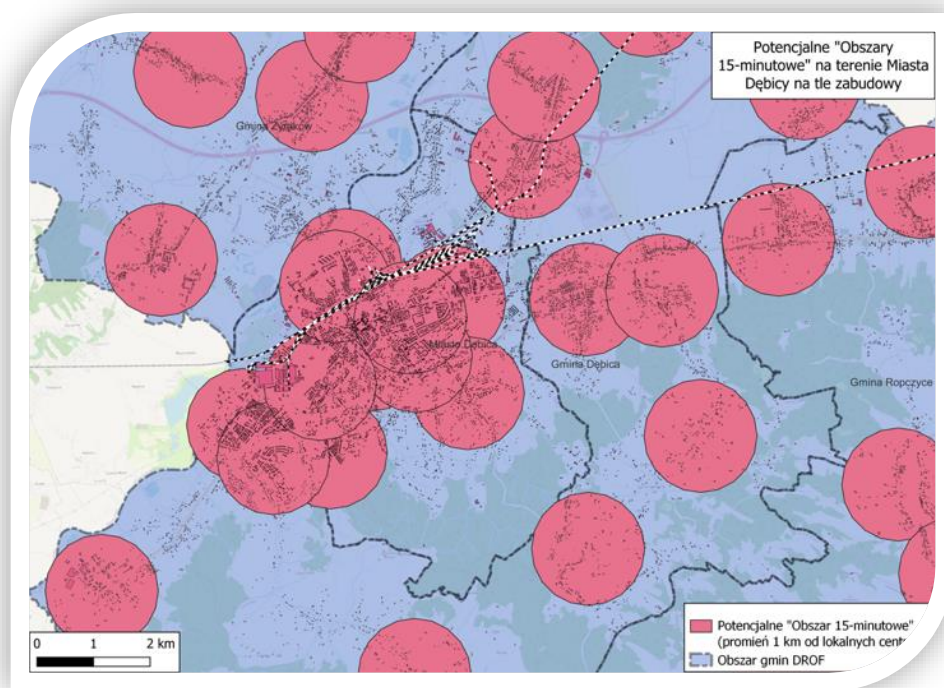 Potencjalne "Obszary
15-minutowe" na terenie Miasta
Dębicy na tle zabudowy
Gmina Żyraków
Miasto Dębica
Gmina Dębica
Gmina Ropczyce
0 1 2 km
Potencjalne "Obszar 15-minutowe"
(promień 1 km od lokalnych
Obszar gmin DROF